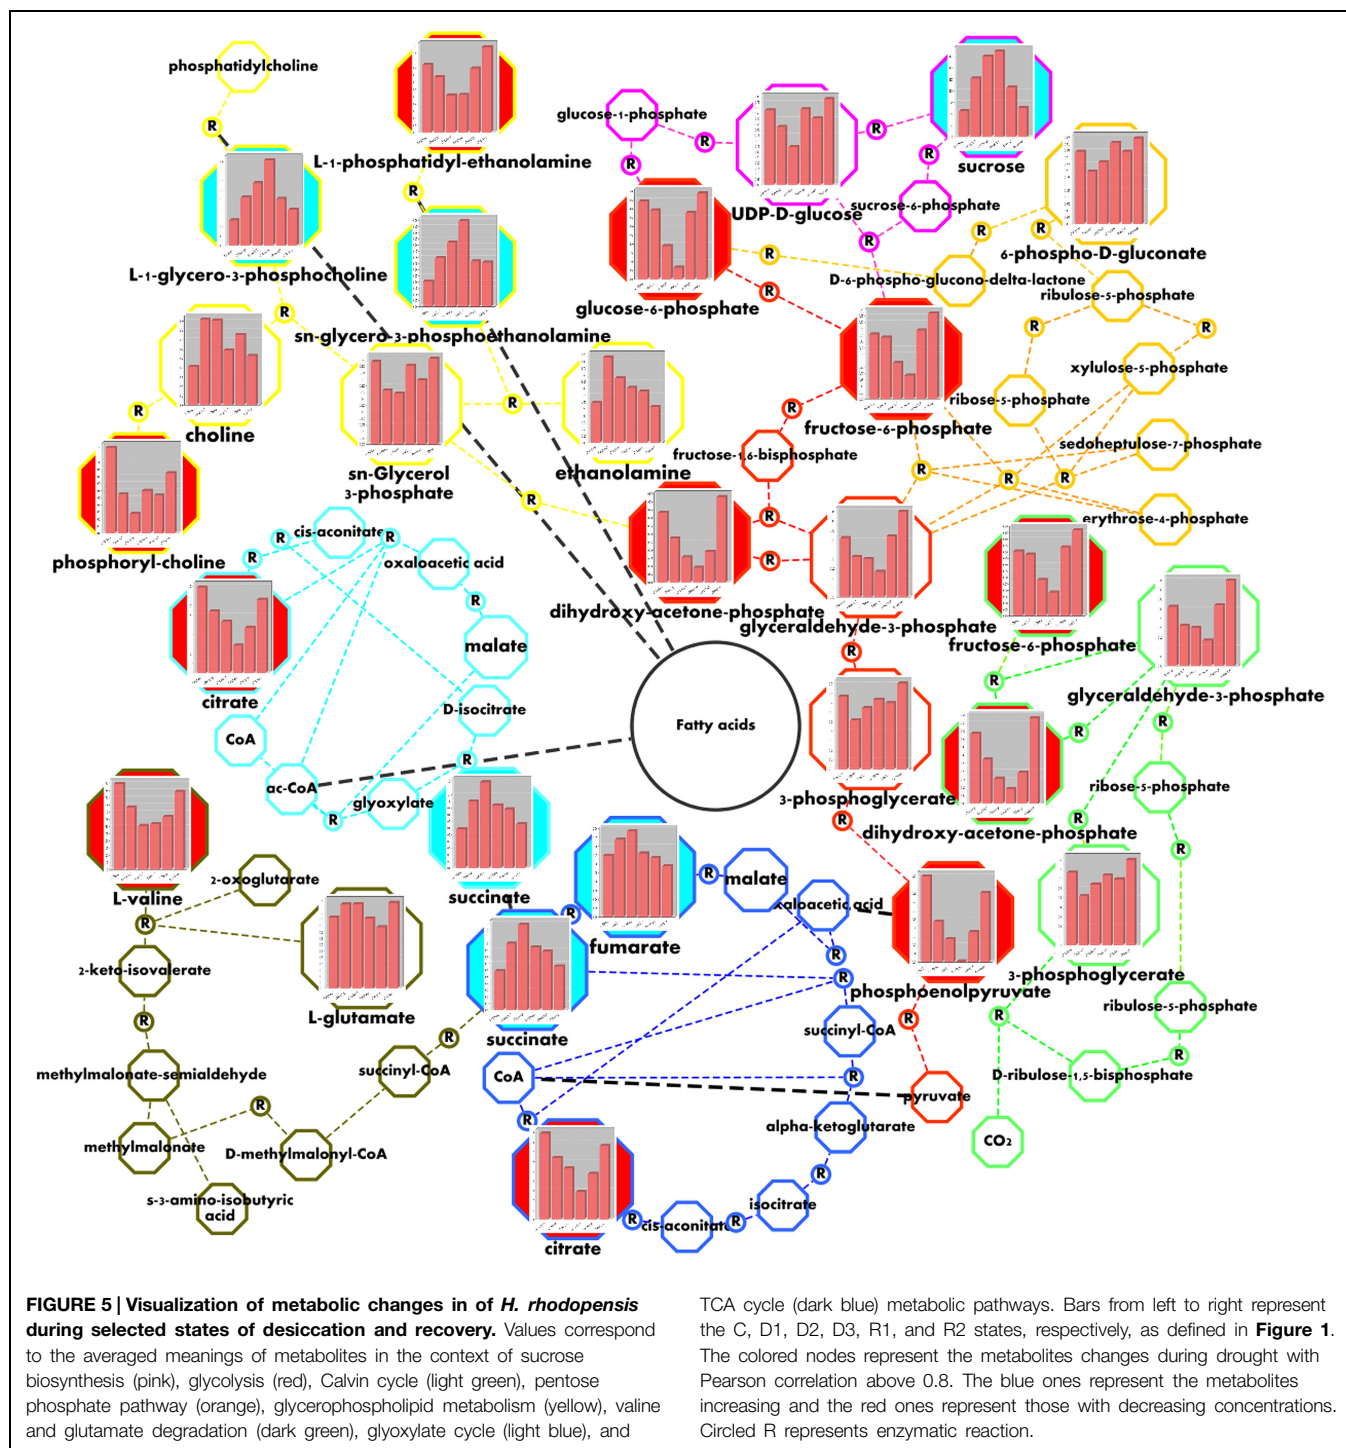 phosphatidylcholine
R
L-1-phosphatidyl-ethanolamine
R
L-1-glycero-3-phosphocholine
R
sn-glycero-3-phosphoethanolamine
choline
R
sn-Glycerol
3-phosphate
R
ethanolamine
R
phosphoryl-choline
R
glucose-1-phosphate
R
R
UDP-D-glucose
R
sucrose
R
sucrose-6-phosphate
R
glucose-6-phosphate
R
R
6-phospho-D-gluconate
R
R
D-6-phospho-glucono-delta-lactone
ribulose-5-phosphate
R
R
xylulose-5-phosphate
ribose-5-phosphate
fructose-6-phosphate
R
fructose-1,6-bisphosphate
sedoheptulose-7-phosphate
R
R
R
erythrose-4-phosphate
R
R
dihydroxy-acetone-phosphate
glyceraldehyde-3-phosphate
R
fructose-6-phosphate
glyceraldehyde-3-phosphate
R
R
R
cis-aconitate
R
R
R
oxaloacetic acid
R
malate
citrate
D-isocitrate
CoA
R
ac-CoA
R
glyoxylate
succinate
Fatty acids
3-phosphoglycerate
R
dihydroxy-acetone-phosphate
ribose-5-phosphate
R
R
3-phosphoglycerate
ribulose-5-phosphate
R
R
D-ribulose-1,5-bisphosphate
CO2
L-valine
2-oxoglutarate
R
2-keto-isovalerate
L-glutamate
R
methylmalonate-semialdehyde
R
methylmalonate
D-methylmalonyl-CoA
s-3-amino-isobutyric
acid
succinyl-CoA
R
succinate
R
fumarate
R
malate
oxaloacetic acid
R
R
phosphoenolpyruvate
R
pyruvate
succinyl-CoA
CoA
R
R
alpha-ketoglutarate
R
isocitrate
R
cis-aconitate
R
citrate
FIGURE 5 | Visualization of metabolic changes in of H. rhodopensis
during selected states of desiccation and recovery. Values correspond
to the averaged meanings of metabolites in the context of sucrose
biosynthesis (pink), glycolysis (red), Calvin cycle (light green), pentose
phosphate pathway (orange), glycerophospholipid metabolism (yellow), valine
and glutamate degradation (dark green), glyoxylate cycle (light blue), and
TCA cycle (dark blue) metabolic pathways. Bars from left to right represent
the C, D1, D2, D3, R1, and R2 states, respectively, as defined in Figure 1.
The colored nodes represent the metabolites changes during drought with
Pearson correlation above 0.8. The blue ones represent the metabolites
increasing and the red ones represent those with decreasing concentrations.
Circled R represents enzymatic reaction.